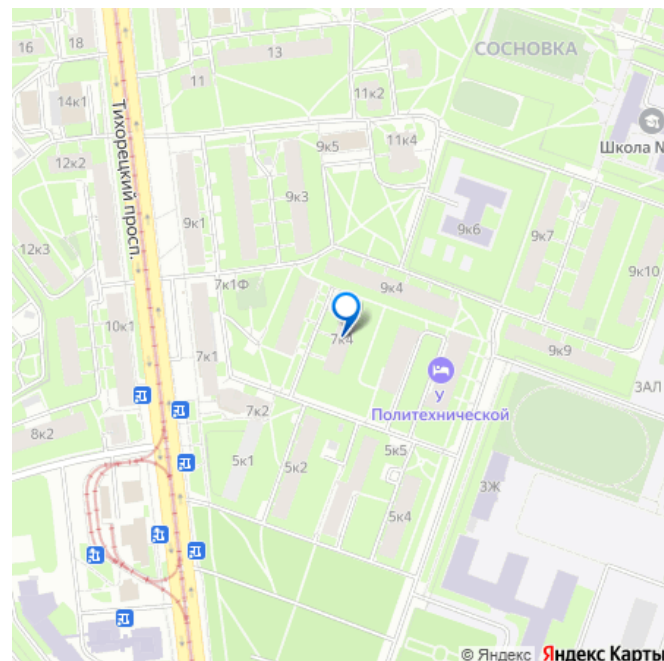 16
18
13
СОСНОВКА
11
14к1
11к2
Школа N
9к5
11к4
12к2
Тихорецкий просп.
9к3
9к1
9к6
9к7
12к3
9к10
7к1Ф
9к4
10к1
7к4
7к1
9к9
У
Политехнической
ЗАЛ
7к2
8к2
5к1
5к2
5к5
3Ж
5к4
© Яндекс Яндекс Карты